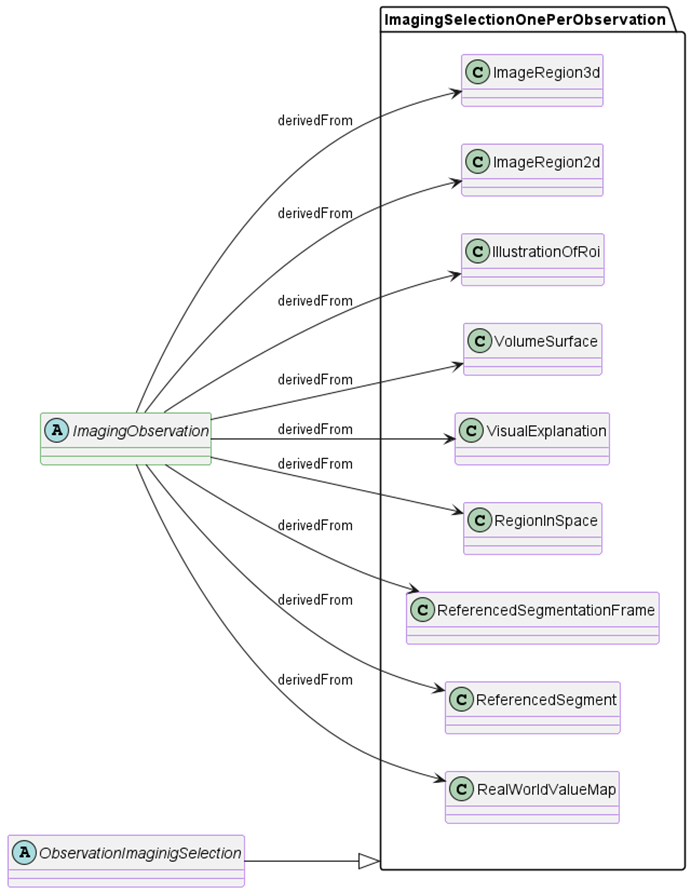 ImagingSelectionOnePerObservation
C ImageRegion3d
derivedFrom
C ImageRegion2d
derivedFrom
C IllustrationOfRoi
derivedFrom
C VolumeSurface
derivedFrom
A ImagingObservation
derivedFrom
C VisualExplanation
derivedFrom
C RegionInSpace
derivedFrom
C ReferencedSegmentationFrame
derivedFrom
C ReferencedSegment
derivedFrom
C RealWorldValueMap
A ObservationImaginigSelection